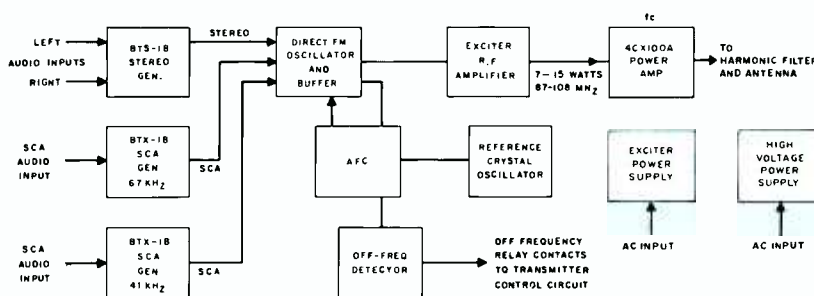 LEFT
AUDIO INPUTS
RIGHT
BTS-1B
STEREO
GEN.
STEREO
DIRECT FM
OSCILLATOR
AND
BUFFER
EXCITER
R.F
AMPLIFIER
7-15 WATTS
87-108 MHZ
fc
4CX100A
POWER
AMP
TO
HARMONIC FILTER
AND ANTENNA
SCA
AUDIO
INPUT
BTX-1B
SCA
GEN
67 KHZ
SCA
AFC
REFERENCE
CRYSTAL
OSCILLATOR
EXCITER
POWER
SUPPLY
AC INPUT
HIGH
VOLTAGE
POWER
SUPPLY
AC INPUT
SCA
AUDIO
INPUT
BTX-1B
SCA
GEN
41 KHZ
SCA
OFF-FREQ
DETECTOR
OFF FREQUENCY
RELAY CONTACTS
TO TRANSMITTER
CONTROL CIRCUIT